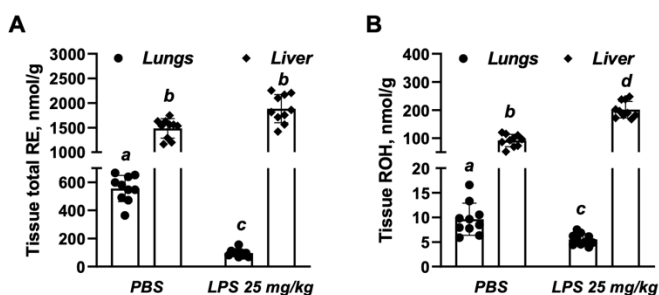 A
Tissue total RE, nmol/g
3000
2500
2000
1500
1000
600
400
200
0
Lungs
Liver
a
b
c
b
PBS
LPS 25 mg/kg
B
Tissue ROH, nmol/g
400
300
200
100
20
15
10
5
0
Lungs
Liver
a
b
c
d
PBS
LPS 25 mg/kg